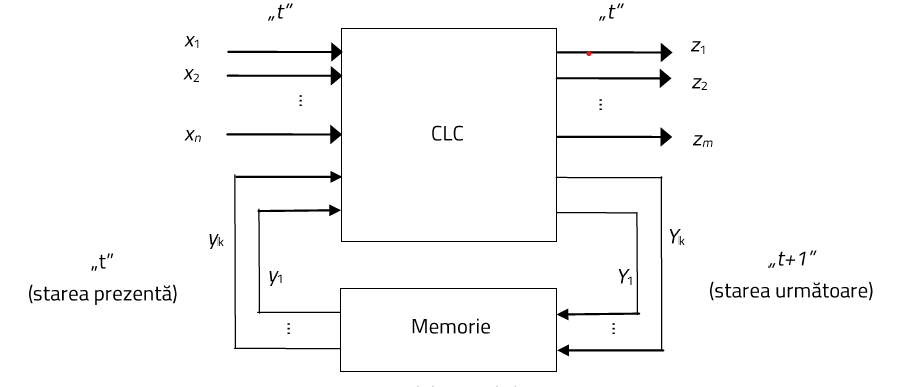 „t” „t”
x1 z1
x2 z2
⋮ ⋮
xn CLC zm
yk Yk
„t” y1 Y1 „t+1”
(starea prezentă) (starea următoare)
⋮ Memorie ⋮